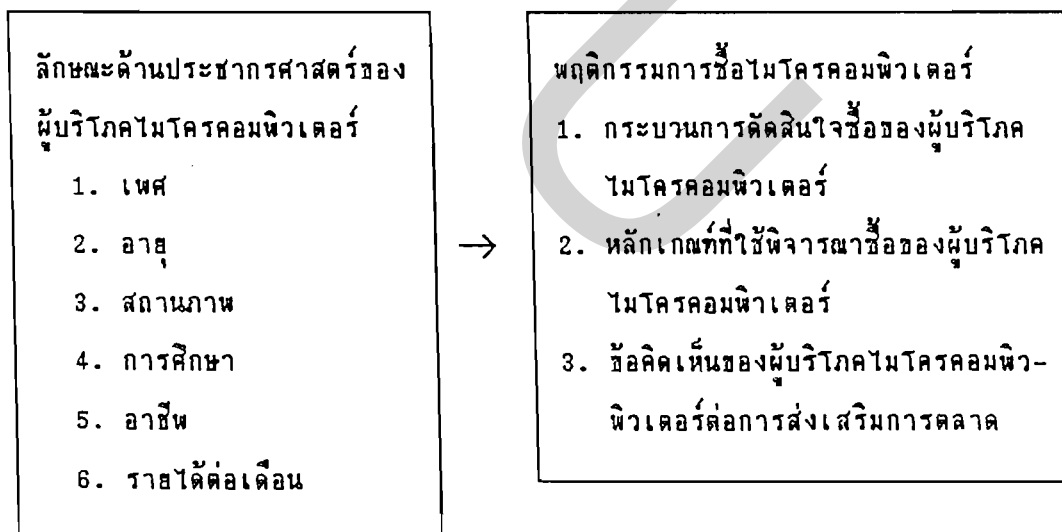 ลักษณะด้านประชากรศาสตร์ของ
ผู้บริโภคไมโครคอมพิวเตอร์
1. เพศ
2. อายุ
3. สถานภาพ
4. การศึกษา
5. อาชีพ
6. รายได้ต่อเดือน
→
พฤติกรรมการซื้อไมโครคอมพิวเตอร์
1. กระบวนการตัดสินใจซื้อของผู้บริโภค
ไมโครคอมพิวเตอร์
2. หลักเกณฑ์ที่ใช้พิจารณาซื้อของผู้บริโภค
ไมโครคอมพิาเตอร์
3. ข้อคิดเห็นของผู้บริโภคไมโครคอมพิว-
พิวเตอร์ต่อการส่งเสริมการตลาด